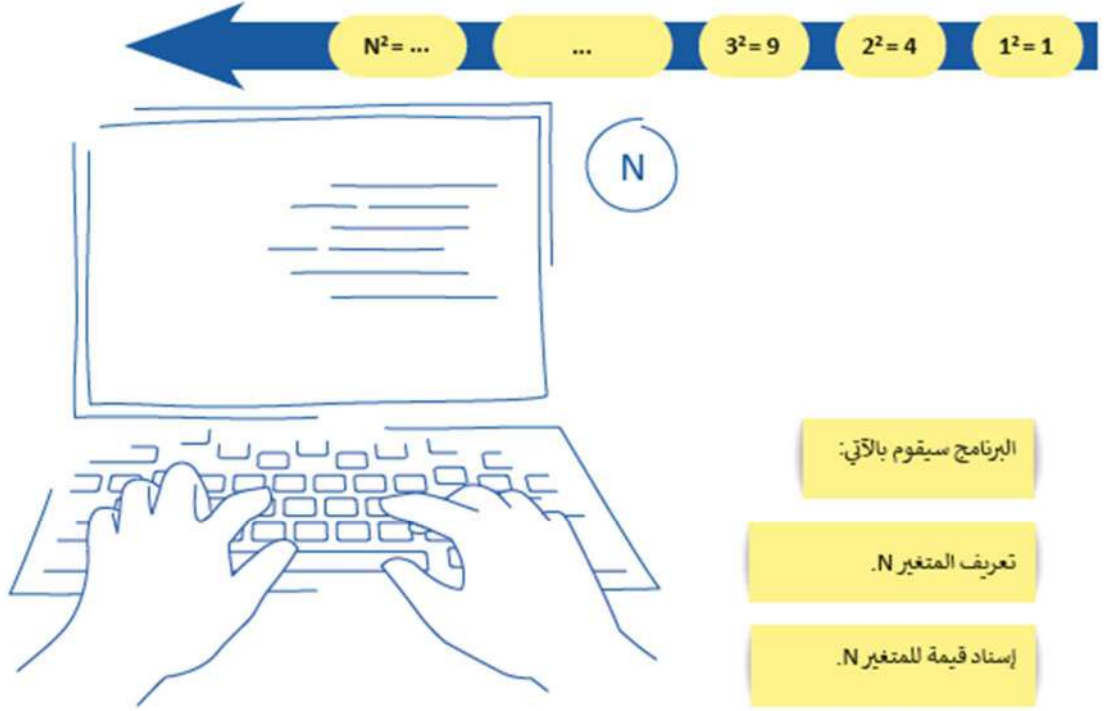 1² = 1
2² = 4
3² = 9
...
N² = ...
N
البرنامج سيقوم بالآتي:
تعريف المتغير N.
إسناد قيمة للمتغير N.